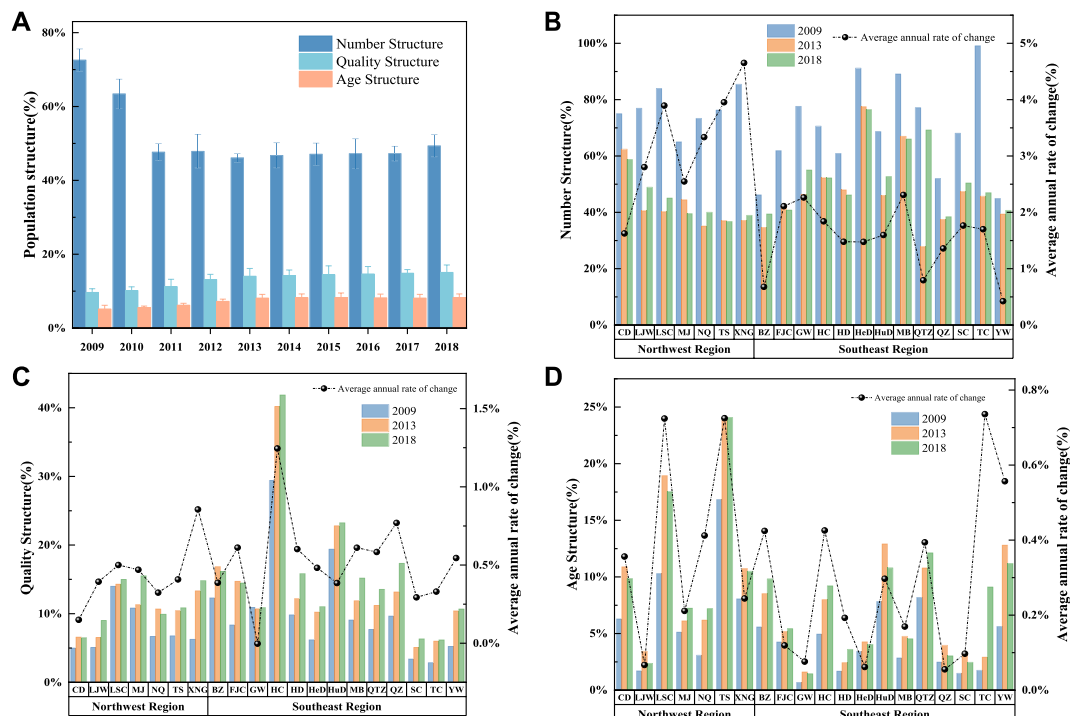 A
Population structure(%)
80%
60%
40%
20%
0%
Number Structure
Quality Structure
Age Structure
2009 2010 2011 2012 2013 2014 2015 2016 2017 2018
B
Number Structure(%)
100%
80%
60%
40%
20%
0%
2009
2013
2018
Average annual rate of change(%)
5%
4%
3%
2%
1%
0%
Average annual rate of change(%)
CD LJW LSC MJ NQ TS XNG BZ FJC GW HC HD HeD HuD MB QTZ QZ SC TC YW
Northwest Region Southeast Region
C
Quality Structure(%)
40%
30%
20%
10%
0%
Average annual rate of change(%)
2009
2013
2018
1.5%
1.0%
0.5%
0.0%
Average annual rate of change(%)
CD LJW LSC MJ NQ TS XNG BZ FJC GW HC HD HeD HuD MB QTZ QZ SC TC YW
Northwest Region Southeast Region
D
Age Structure(%)
25%
20%
15%
10%
5%
0%
Average annual rate of change(%)
2009
2013
2018
0.8%
0.6%
0.4%
0.2%
0.0%
Average annual rate of change(%)
CD LJW LSC MJ NQ TS XNG BZ FJC GW HC HD HeD HuD MB QTZ QZ SC TC YW
Northwest Region Southeast Region